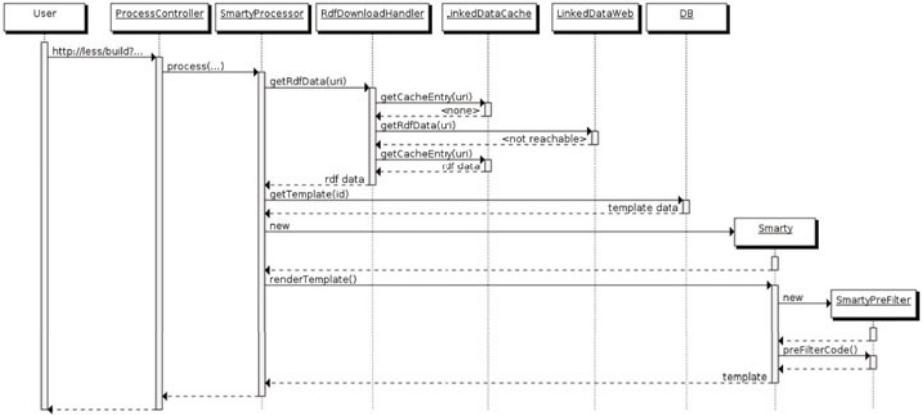 User
ProcessController
SmartyProcessor
RdfDownloadHandler
LinkedDataCache
LinkedDataWeb
DB
http://less/build?...
process(...)
getRdfData(uri)
getCacheEntry(uri)
<none>
getRdfData(uri)
<not reachable>
getCacheEntry(uri)
rdf data
rdf data
getTemplate(id)
template data
new
Smarty
renderTemplate()
new
SmartyPreFilter
preFilterCode()
template